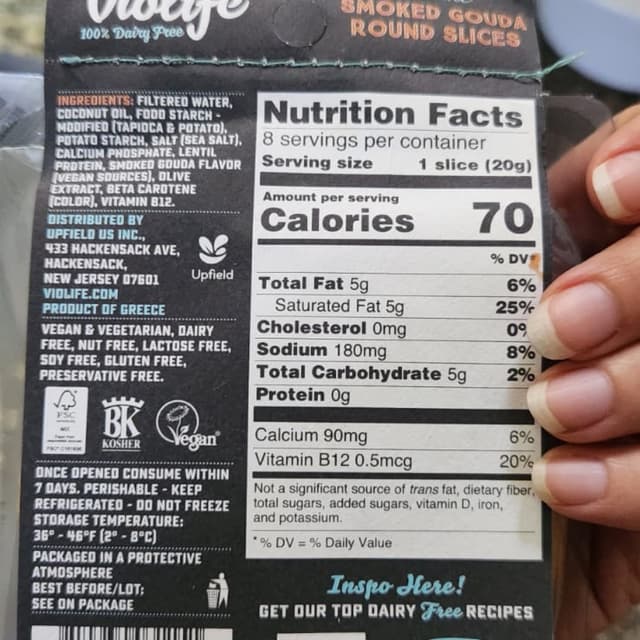 Violife
100% Dairy Free
SMOKED GOUDA
ROUND SLICES
INGREDIENTS: FILTERED WATER,
COCONUT OIL, FOOD STARCH -
MODIFIED (TAPIOCA & POTATO),
POTATO STARCH, SALT (SEA SALT),
CALCIUM PHOSPHATE, LENTIL
PROTEIN, SMOKED GOUDA FLAVOR
(VEGAN SOURCES), OLIVE
EXTRACT, BETA CAROTENE
(COLOR), VITAMIN B12.
DISTRIBUTED BY
UPFIELD US INC.,
433 HACKENSACK AVE,
HACKENSACK,
NEW JERSEY 07601
VIOLIFE.COM
PRODUCT OF GREECE
Upfield
VEGAN & VEGETARIAN, DAIRY
FREE, NUT FREE, LACTOSE FREE,
SOY FREE, GLUTEN FREE,
PRESERVATIVE FREE.
FSC
MIX
BK
KOSHER
Vegan
ONCE OPENED CONSUME WITHIN
7 DAYS. PERISHABLE - KEEP
REFRIGERATED - DO NOT FREEZE
STORAGE TEMPERATURE:
36° - 46°F (2° - 8°C)
PACKAGED IN A PROTECTIVE
ATMOSPHERE
BEST BEFORE/LOT:
SEE ON PACKAGE
Nutrition Facts
8 servings per container
Serving size 1 slice (20g)
Amount per serving
Calories 70
% DV*
Total Fat 5g 6%
Saturated Fat 5g 25%
Cholesterol 0mg 0%
Sodium 180mg 8%
Total Carbohydrate 5g 2%
Protein 0g
Calcium 90mg 6%
Vitamin B12 0.5mcg 20%
Not a significant source of trans fat, dietary fiber,
total sugars, added sugars, vitamin D, iron,
and potassium.
*% DV = % Daily Value
Inspo Here!
GET OUR TOP DAIRY Free RECIPES